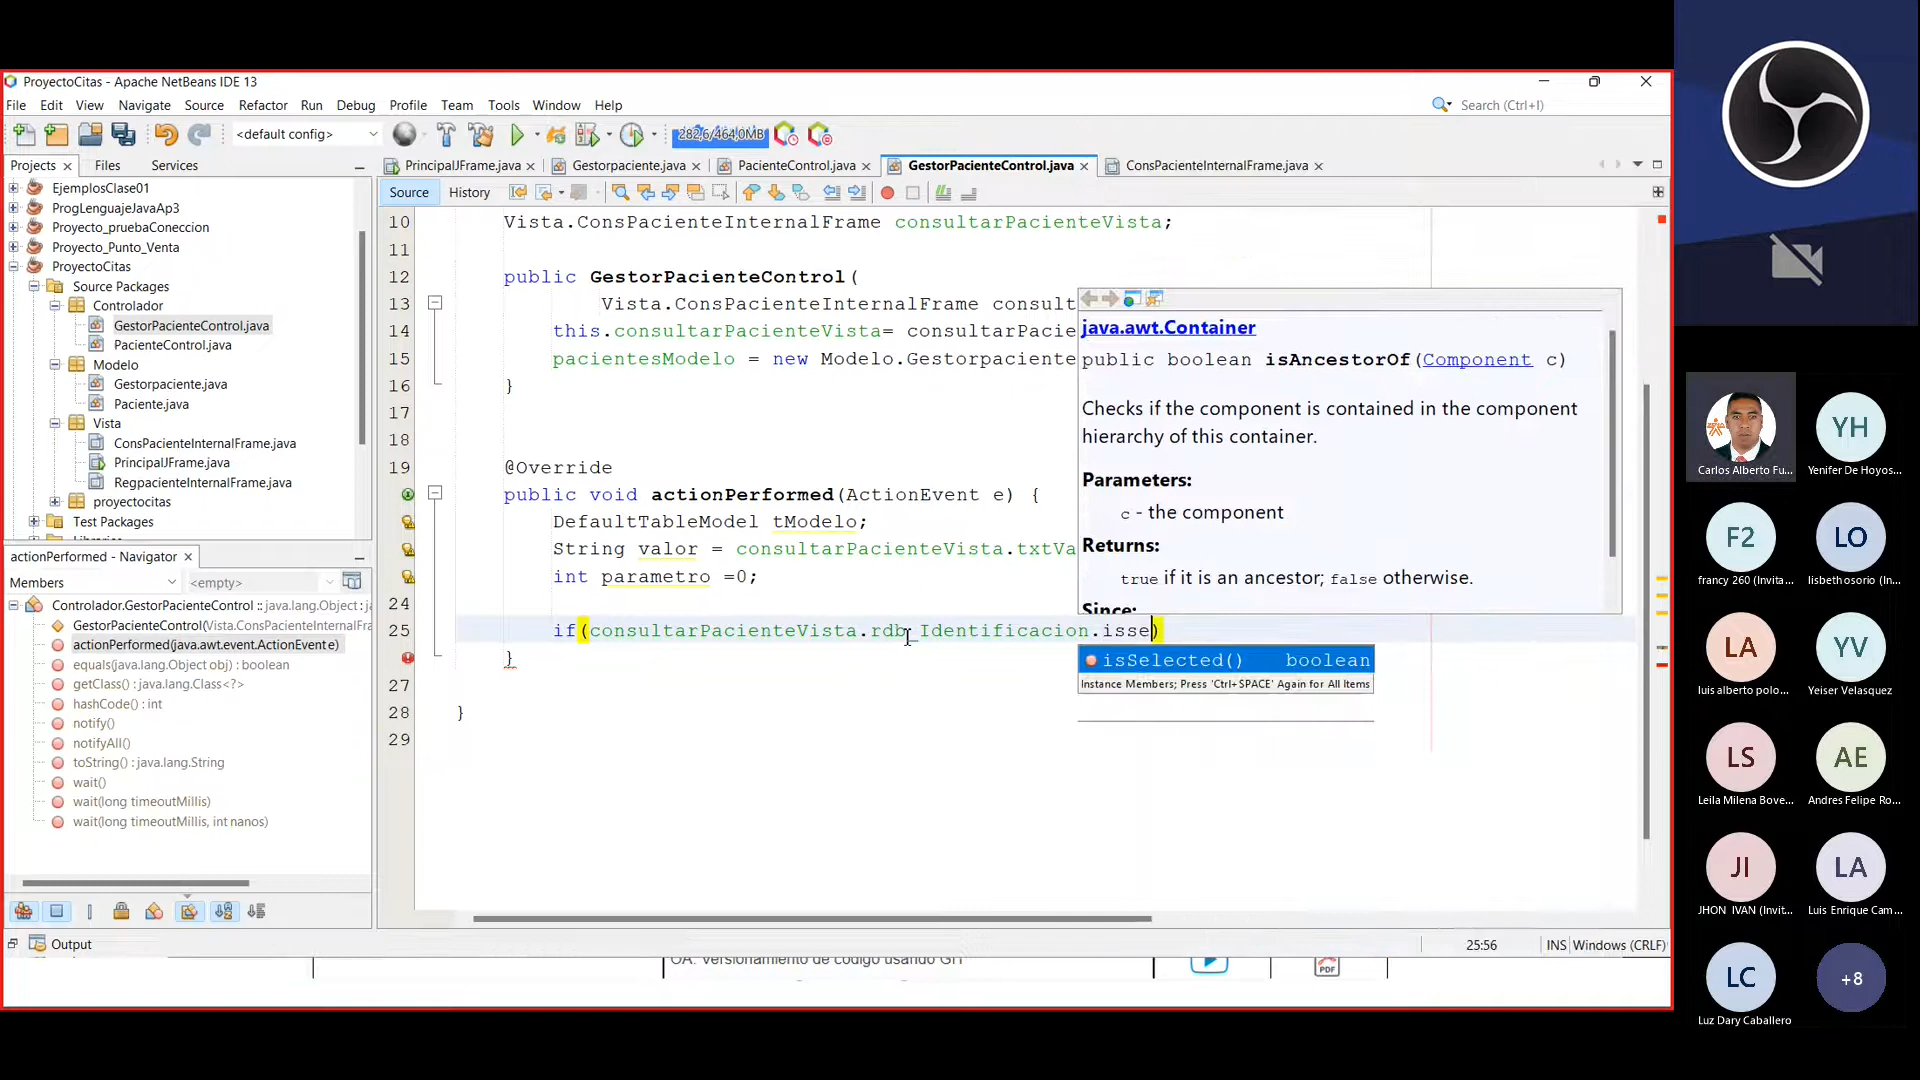 ProyectoCitas - Apache NetBeans IDE 13
File Edit View Navigate Source Refactor Run Debug Profile Team Tools Window Help
Search (Ctrl+I)
<default config>
282,6/464,0MB
Projects
Files
Services
PrincipalJFrame.java
Gestorpaciente.java
PacienteControl.java
GestorPacienteControl.java
ConsPacienteInternalFrame.java
Source
History
EjemplosClase01
ProgLenguajeJavaAp3
Proyecto_pruebaConeccion
Proyecto_Punto_Venta
ProyectoCitas
Source Packages
Controlador
GestorPacienteControl.java
PacienteControl.java
Modelo
Gestorpaciente.java
Paciente.java
Vista
ConsPacienteInternalFrame.java
PrincipalJFrame.java
RegpacienteInternalFrame.java
proyectocitas
Test Packages
actionPerformed - Navigator
Members
<empty>
Controlador.GestorPacienteControl :: java.lang.Object : ja
GestorPacienteControl(Vista.ConsPacienteInternalFra
actionPerformed(java.awt.event.ActionEvent e)
equals(java.lang.Object obj) : boolean
getClass() : java.lang.Class<?>
hashCode() : int
notify()
notifyAll()
toString() : java.lang.String
wait()
wait(long timeoutMillis)
wait(long timeoutMillis, int nanos)
10 Vista.ConsPacienteInternalFrame consultarPacienteVista;
11
12 public GestorPacienteControl(
13 Vista.ConsPacienteInternalFrame consult
14 this.consultarPacienteVista= consultarPacie
15 pacientesModelo = new Modelo.Gestorpaciente
16 }
17
18
19 @Override
public void actionPerformed(ActionEvent e) {
DefaultTableModel tModelo;
String valor = consultarPacienteVista.txtVa
int parametro =0;
24
25 if(consultarPacienteVista.rdb_Identificacion.isse)
}
27
28 }
29
java.awt.Container
public boolean isAncestorOf(Component c)
Checks if the component is contained in the component
hierarchy of this container.
Parameters:
c - the component
Returns:
true if it is an ancestor; false otherwise.
Since:
isSelected() boolean
Instance Members; Press 'Ctrl+SPACE' Again for All Items
Output
25:56
INS
Windows (CRLF)
OA. Versionamiento de código usando GIT
PDF
Carlos Alberto Fu...
YH
Yenifer De Hoyos...
F2
francy 260 (Invita...
LO
lisbeth osorio (In...
LA
luis alberto polo...
YV
Yeiser Velasquez
LS
Leila Milena Bove...
AE
Andres Felipe Ro...
JI
JHON IVAN (Invit...
LA
Luis Enrique Cam...
LC
Luz Dary Caballero
+8